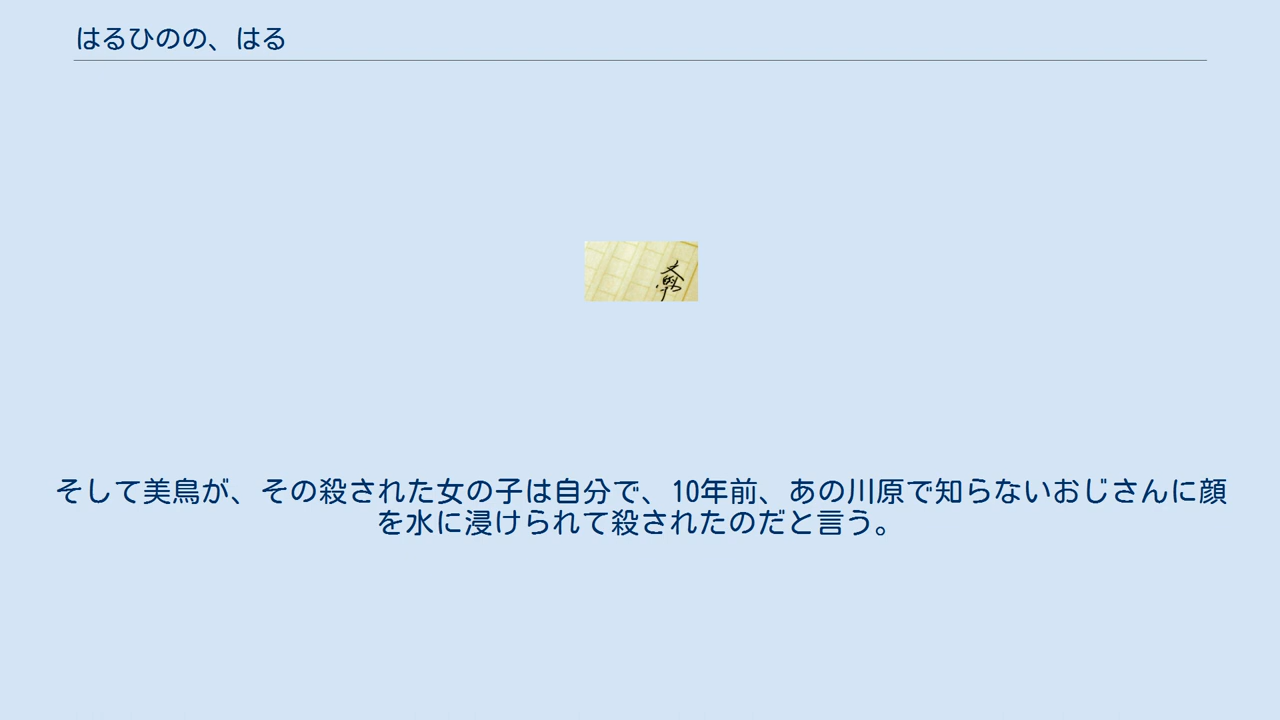 はるひのの、はる
そして美鳥が、その殺された女の子は自分で、10年前、あの川原で知らないおじさんに顔
を水に浸けられて殺されたのだと言う。